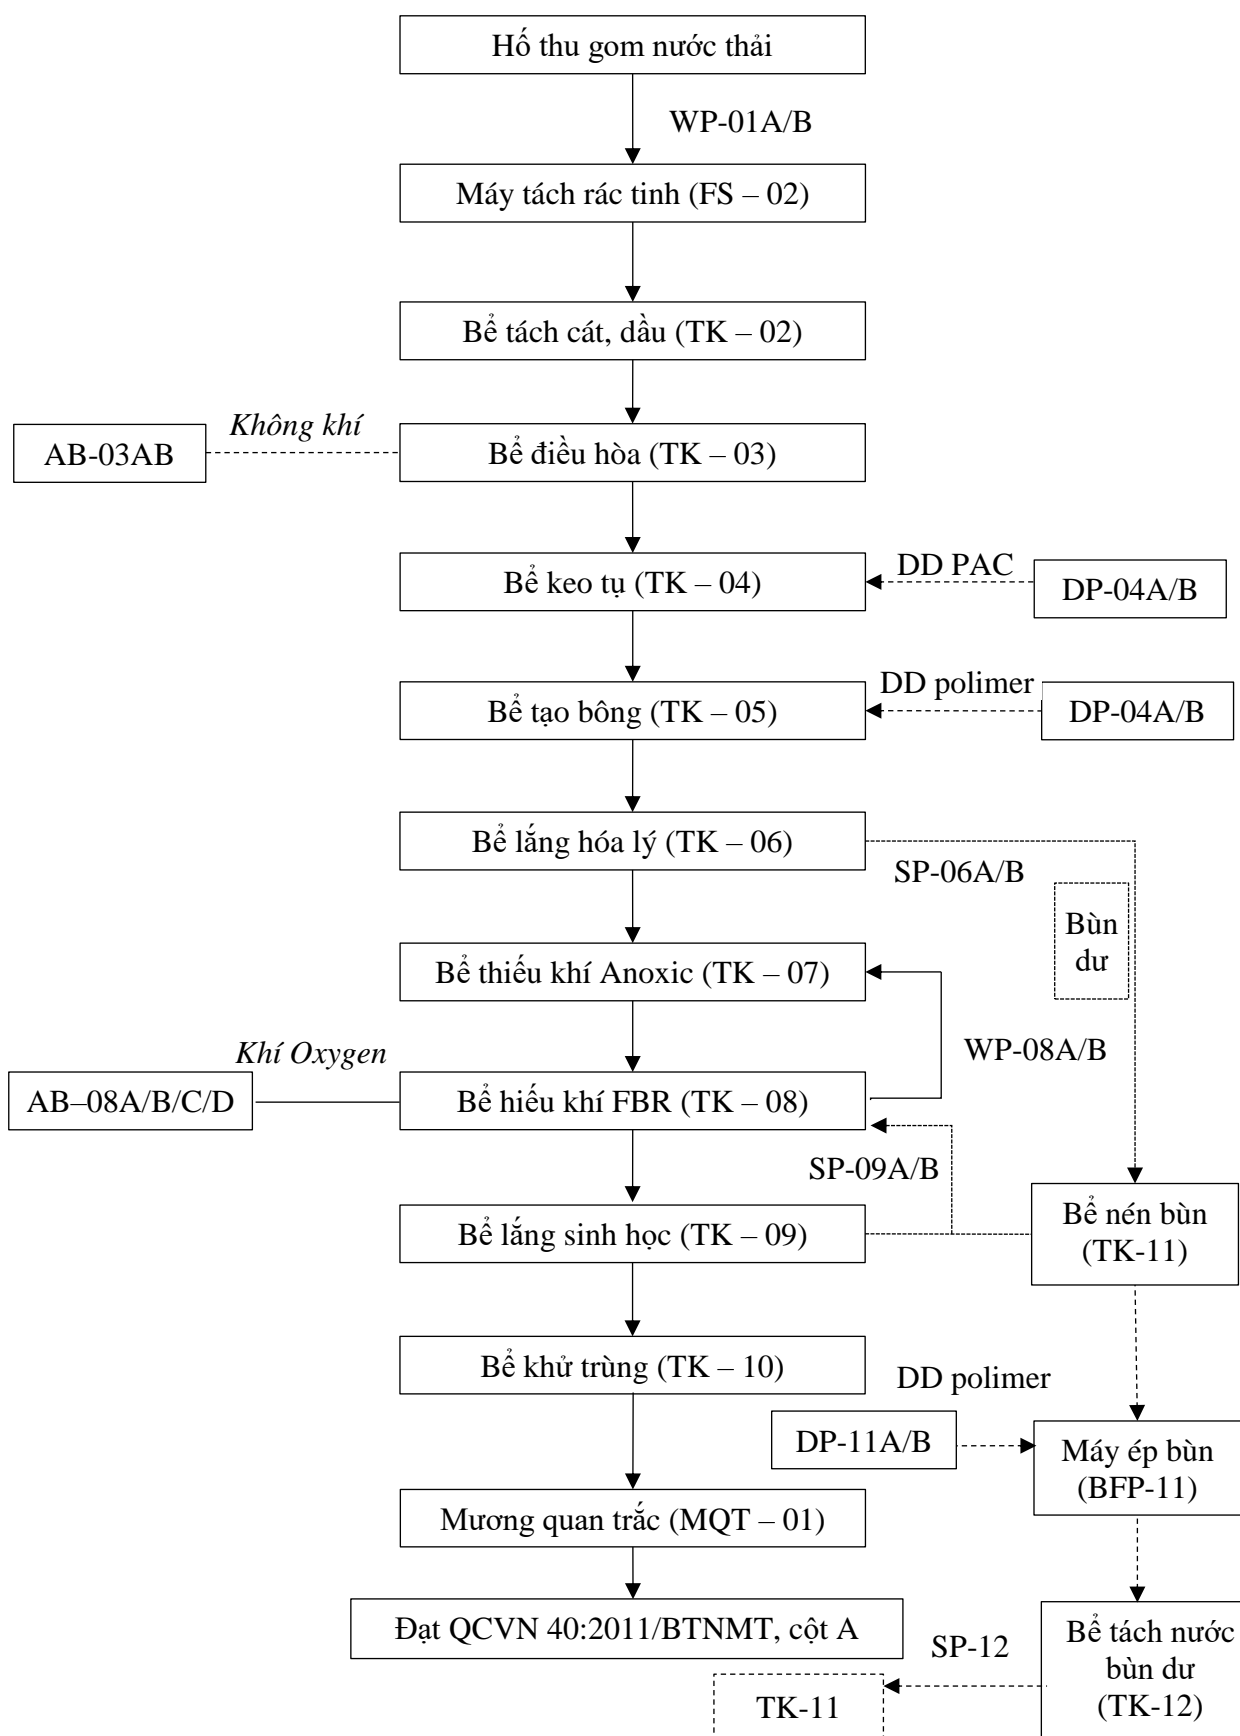 Hố thu gom nước thải
WP-01A/B
Máy tách rác tinh (FS – 02)
Bể tách cát, dầu (TK – 02)
Không khí
AB-03AB
Bể điều hòa (TK – 03)
DD PAC
Bể keo tụ (TK – 04)
DP-04A/B
DD polimer
Bể tạo bông (TK – 05)
DP-04A/B
Bể lắng hóa lý (TK – 06)
SP-06A/B
Bùn
dư
Bể thiếu khí Anoxic (TK – 07)
WP-08A/B
Khí Oxygen
AB–08A/B/C/D
Bể hiếu khí FBR (TK – 08)
SP-09A/B
Bể lắng sinh học (TK – 09)
Bể nén bùn
(TK-11)
Bể khử trùng (TK – 10)
DD polimer
DP-11A/B
Máy ép bùn
(BFP-11)
Mương quan trắc (MQT – 01)
Đạt QCVN 40:2011/BTNMT, cột A
SP-12
Bể tách nước
bùn dư
(TK-12)
TK-11